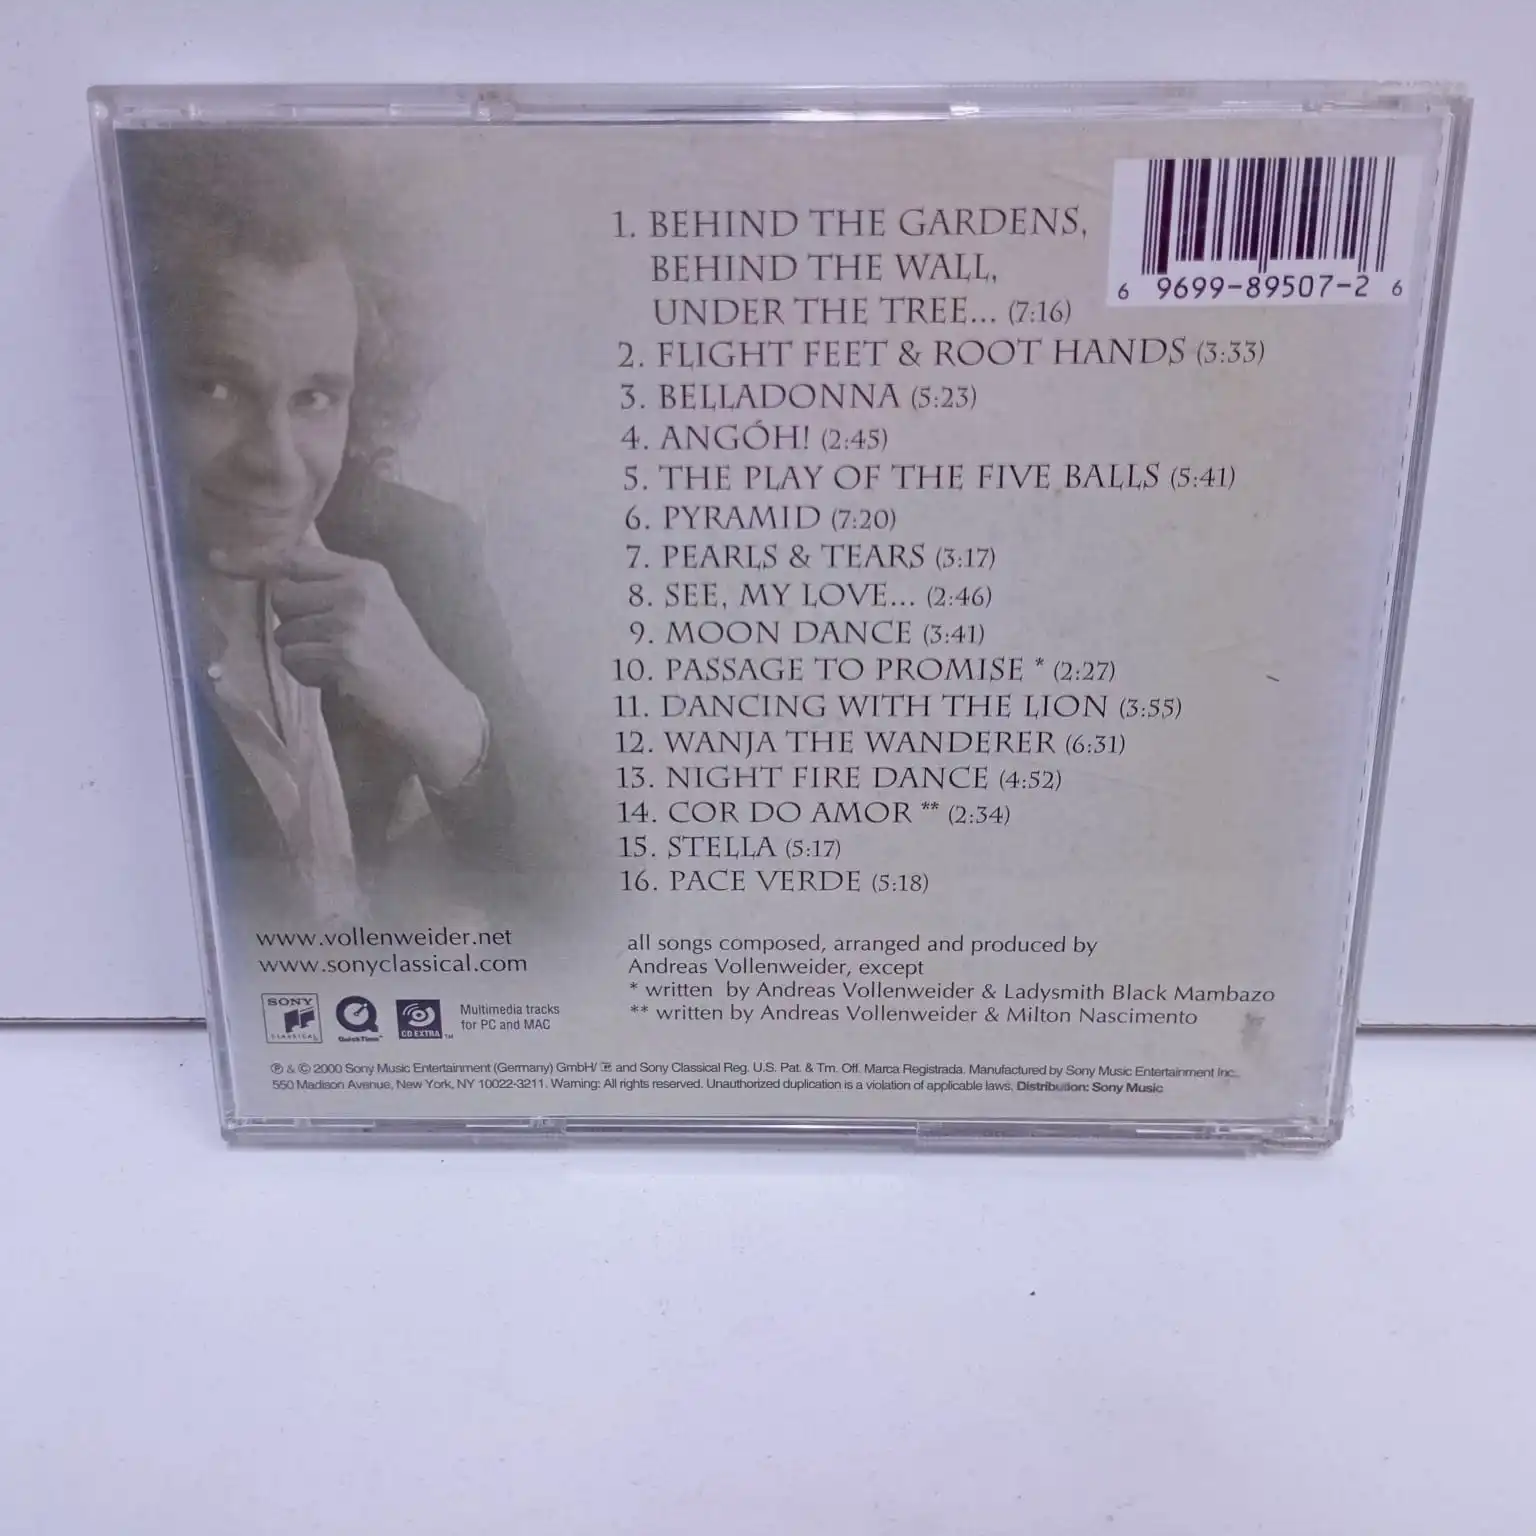 1. BEHIND THE GARDENS,
BEHIND THE WALL,
UNDER THE TREE... (7:16)
2. FLIGHT FEET & ROOT HANDS (3:33)
3. BELLADONNA (5:23)
4. ANGÓH! (2:45)
5. THE PLAY OF THE FIVE BALLS (5:41)
6. PYRAMID (7:20)
7. PEARLS & TEARS (3:17)
8. SEE, MY LOVE... (2:46)
9. MOON DANCE (3:41)
10. PASSAGE TO PROMISE * (2:27)
11. DANCING WITH THE LION (3:55)
12. WANJA THE WANDERER (6:31)
13. NIGHT FIRE DANCE (4:52)
14. COR DO AMOR ** (2:34)
15. STELLA (5:17)
16. PACE VERDE (5:18)
6 9699-89507-2 6
www.vollenweider.net
www.sonyclassical.com
all songs composed, arranged and produced by
Andreas Vollenweider, except
* written by Andreas Vollenweider & Ladysmith Black Mambazo
** written by Andreas Vollenweider & Milton Nascimento
SONY
CLASSICAL
QuickTime™
CD EXTRA ™
Multimedia tracks
for PC and MAC
℗ & © 2000 Sony Music Entertainment (Germany) GmbH/ and Sony Classical Reg. U.S. Pat. & Tm. Off. Marca Registrada. Manufactured by Sony Music Entertainment Inc.
550 Madison Avenue, New York, NY 10022-3211. Warning: All rights reserved. Unauthorized duplication is a violation of applicable laws. Distribution: Sony Music